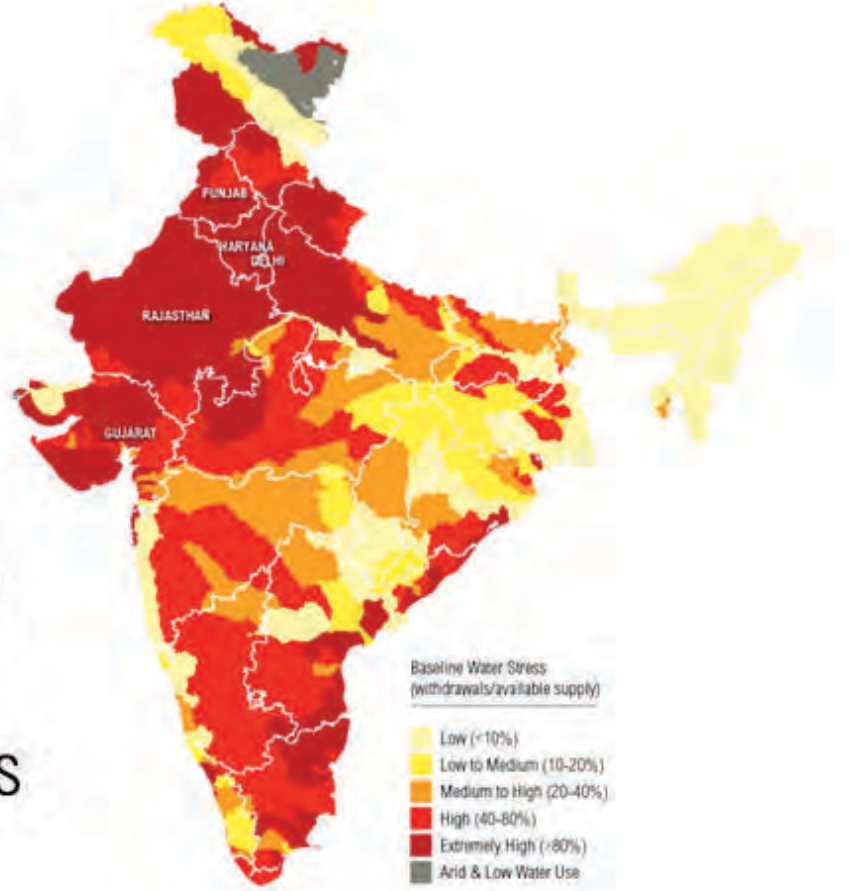 PUNJAB
HARYANA
DELHI
RAJASTHAN
GUJARAT
Baseline Water Stress
(withdrawals/available supply)
Low (<10%)
Low to Medium (10-20%)
Medium to High (20-40%)
S
High (40-80%)
Extremely High (>80%)
Arid & Low Water Use